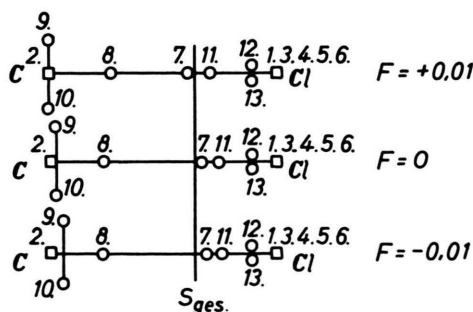 9.
2. 8. 7. 11. 12. 1.3.4.5.6.
C Cl F = +0.01
10. 13.
9.
2. 8. 7. 11. 12. 1.3.4.5.6.
C Cl F = 0
10. 13.
9.
2. 8. 7. 11. 12. 1.3.4.5.6.
C Cl F = -0.01
10. 13.
Sges.